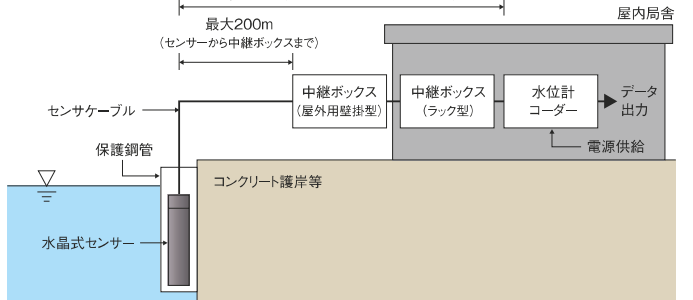 最大200m
（センサーから中継ボックスまで）
屋内局舎
センサケーブル
中継ボックス
（屋外用壁掛型）
中継ボックス
（ラック型）
水位計
コーダー
データ
出力
保護鋼管
電源供給
コンクリート護岸等
水晶式センサー